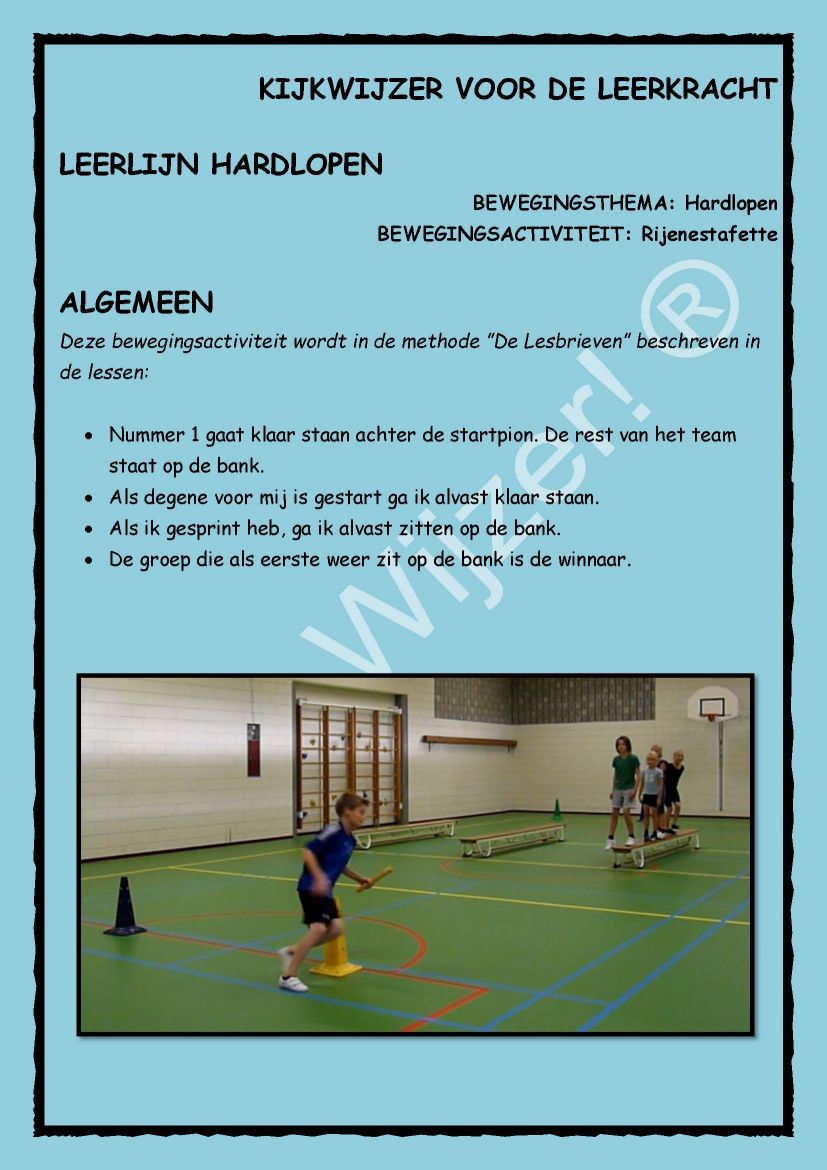 KIJKWIJZER VOOR DE LEERKRACHT
LEERLIJN HARDLOPEN
BEWEGINGSTHEMA: Hardlopen
BEWEGINGSACTIVITEIT: Rijenestafette
ALGEMEEN
Deze bewegingsactiviteit wordt in de methode ”De Lesbrieven” beschreven in
de lessen:
• Nummer 1 gaat klaar staan achter de startpion. De rest van het team
staat op de bank.
• Als degene voor mij is gestart ga ik alvast klaar staan.
• Als ik gesprint heb, ga ik alvast zitten op de bank.
• De groep die als eerste weer zit op de bank is de winnaar.
Wijzer! ®